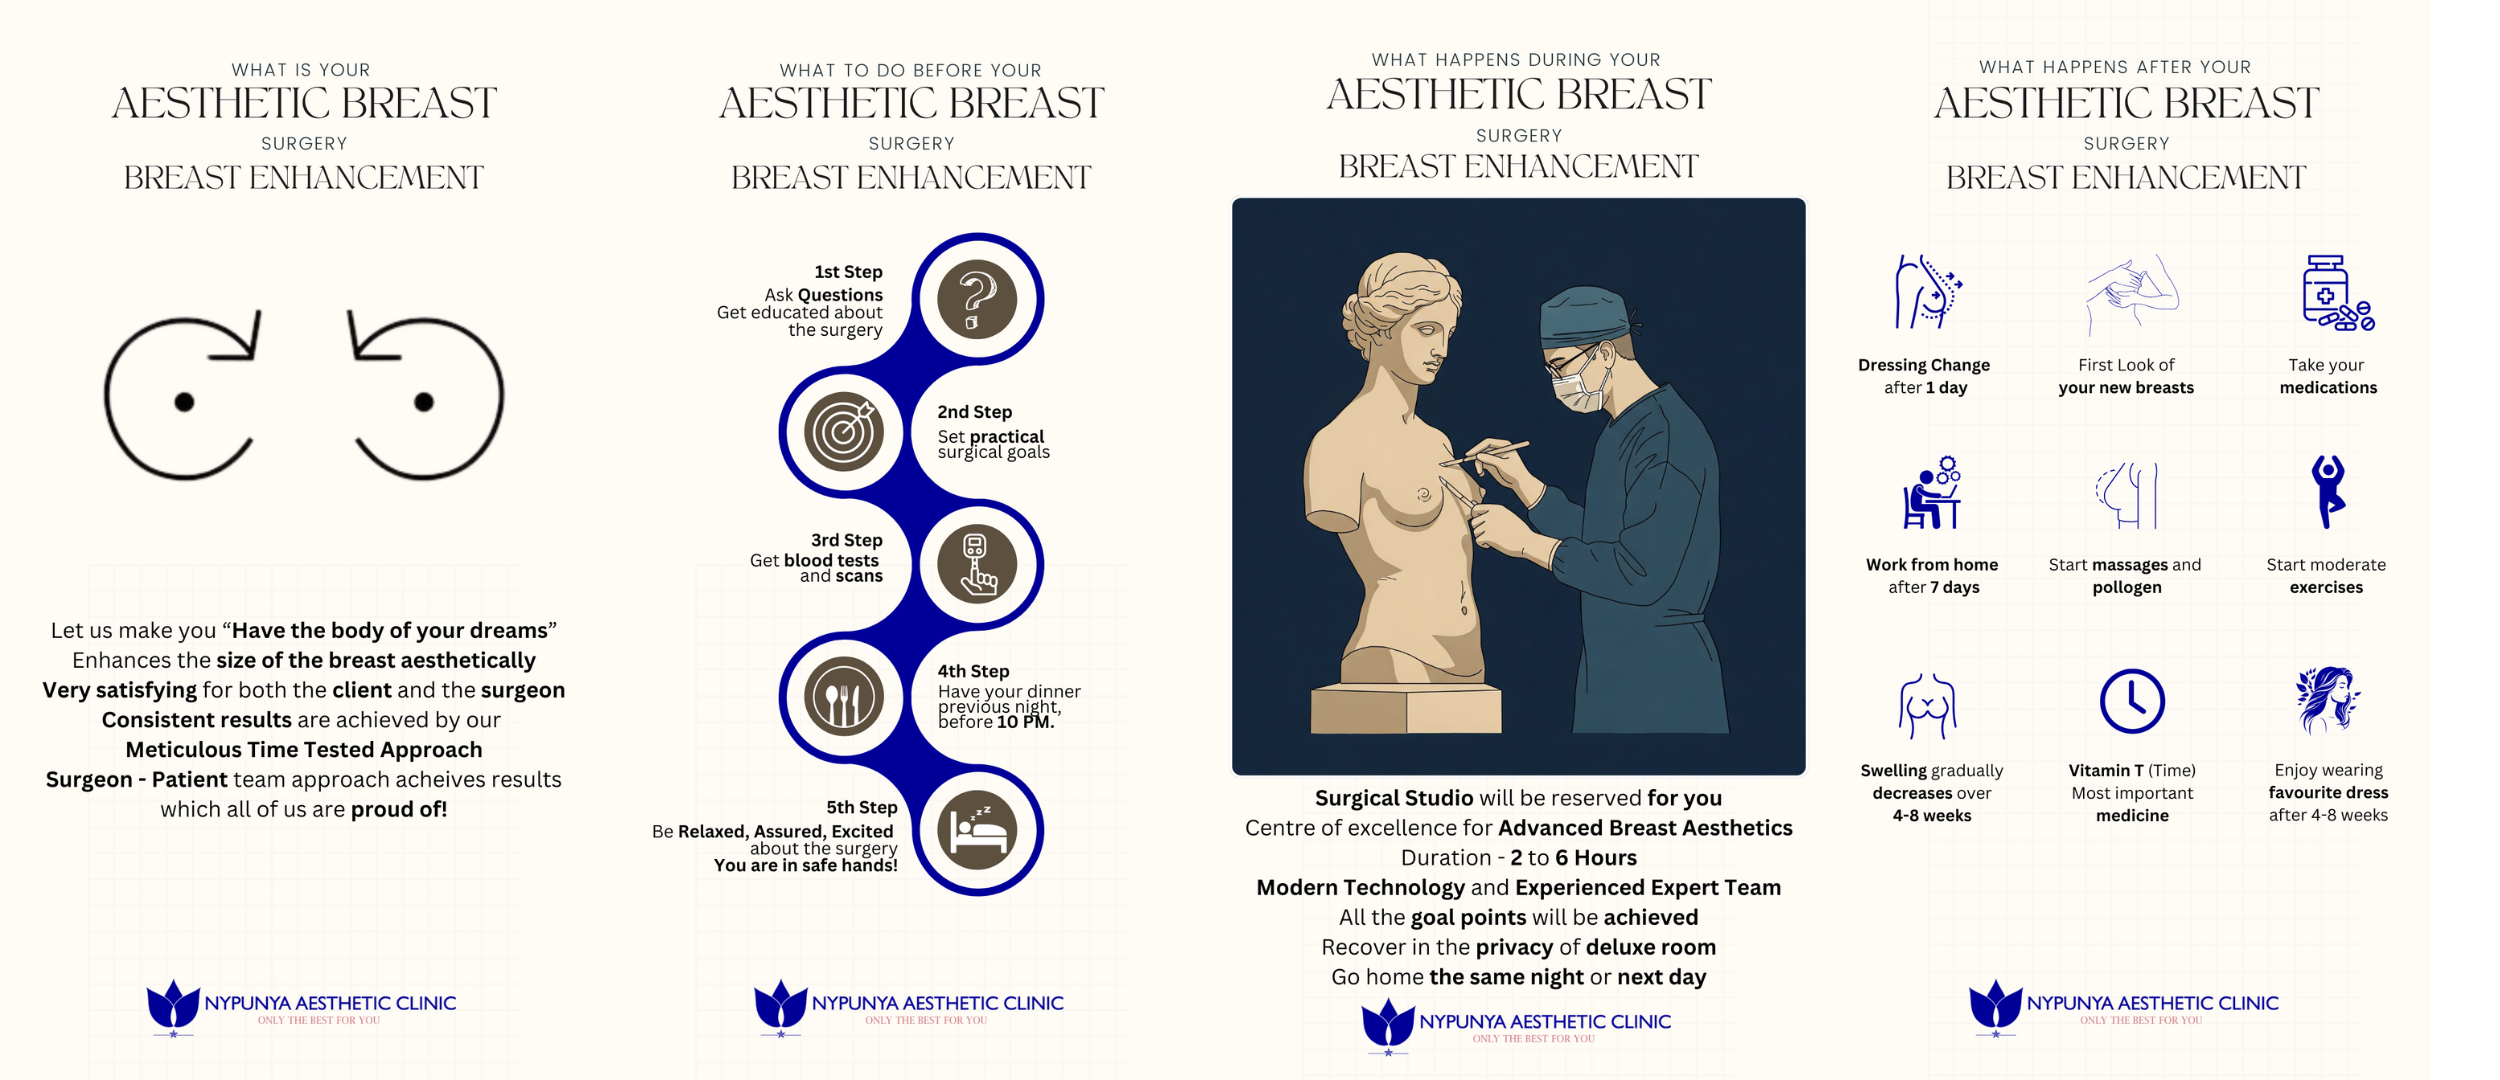 WHAT IS YOUR
AESTHETIC BREAST
SURGERY
BREAST ENHANCEMENT
Let us make you “Have the body of your dreams”
Enhances the size of the breast aesthetically
Very satisfying for both the client and the surgeon
Consistent results are achieved by our
Meticulous Time Tested Approach
Surgeon - Patient team approach acheives results
which all of us are proud of!
NYPUNYA AESTHETIC CLINIC
ONLY THE BEST FOR YOU
WHAT TO DO BEFORE YOUR
AESTHETIC BREAST
SURGERY
BREAST ENHANCEMENT
1st Step
Ask Questions
Get educated about
the surgery
2nd Step
Set practical
surgical goals
3rd Step
Get blood tests
and scans
4th Step
Have your dinner
previous night,
before 10 PM.
5th Step
Be Relaxed, Assured, Excited
about the surgery
You are in safe hands!
NYPUNYA AESTHETIC CLINIC
ONLY THE BEST FOR YOU
WHAT HAPPENS DURING YOUR
AESTHETIC BREAST
SURGERY
BREAST ENHANCEMENT
Surgical Studio will be reserved for you
Centre of excellence for Advanced Breast Aesthetics
Duration - 2 to 6 Hours
Modern Technology and Experienced Expert Team
All the goal points will be achieved
Recover in the privacy of deluxe room
Go home the same night or next day
NYPUNYA AESTHETIC CLINIC
ONLY THE BEST FOR YOU
WHAT HAPPENS AFTER YOUR
AESTHETIC BREAST
SURGERY
BREAST ENHANCEMENT
Dressing Change
after 1 day
First Look of
your new breasts
Take your
medications
Work from home
after 7 days
Start massages and
pollogen
Start moderate
exercises
Swelling gradually
decreases over
4-8 weeks
Vitamin T (Time)
Most important
medicine
Enjoy wearing
favourite dress
after 4-8 weeks
NYPUNYA AESTHETIC CLINIC
ONLY THE BEST FOR YOU